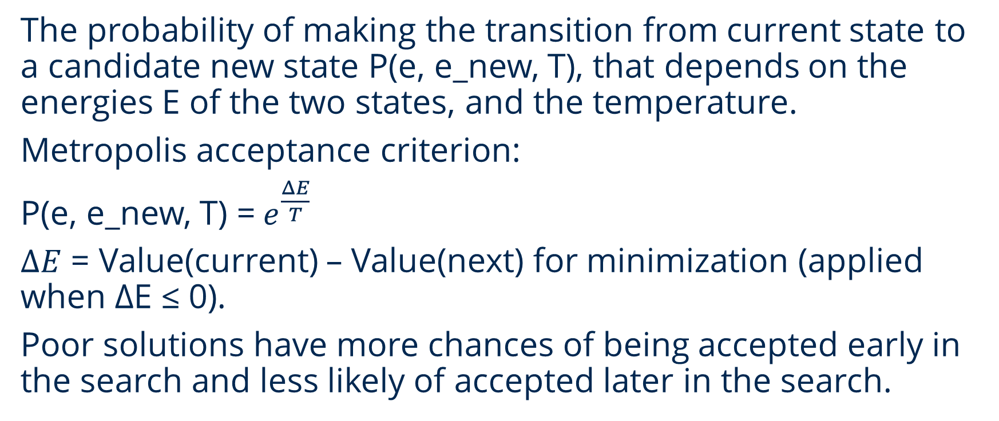 The probability of making the transition from current state to
a candidate new state P(e, e_new, T), that depends on the
energies E of the two states, and the temperature.
Metropolis acceptance criterion:
P(e, e_new, T) = e^(ΔE/T)
ΔE = Value(current) – Value(next) for minimization (applied
when ΔE ≤ 0).
Poor solutions have more chances of being accepted early in
the search and less likely of accepted later in the search.